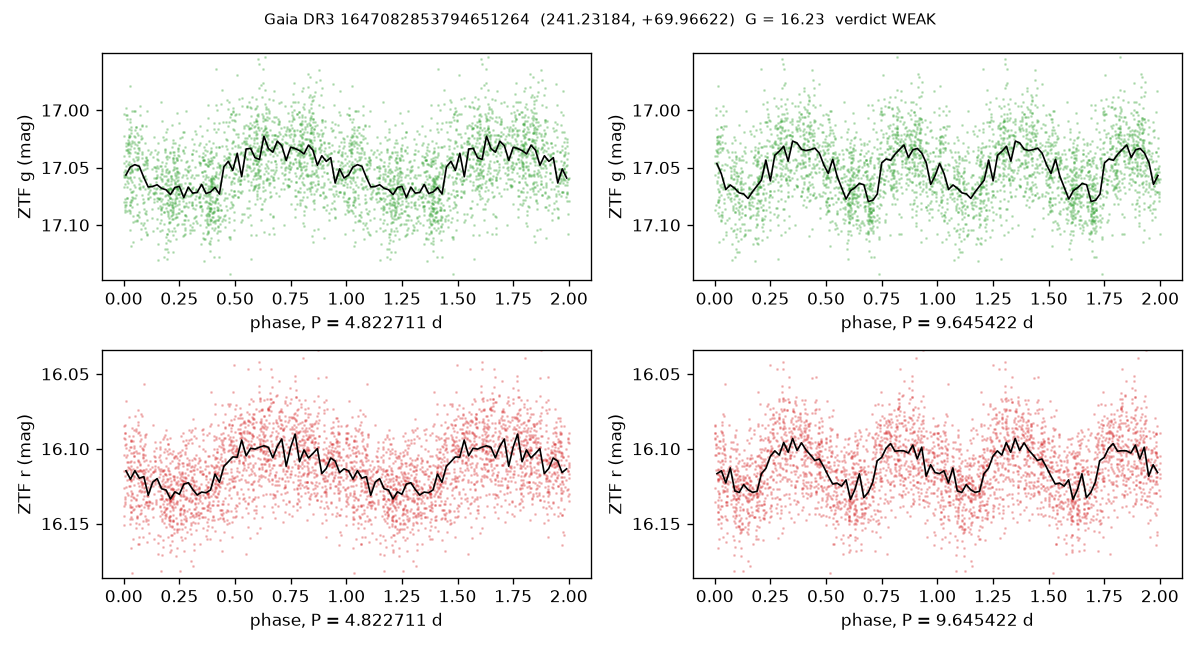 Gaia DR3 1647082853794651264  (241.23184, +69.96622)  G = 16.23  verdict WEAK
ZTF g (mag)
17.00
17.05
17.10
0.00 0.25 0.50 0.75 1.00 1.25 1.50 1.75 2.00
phase, P = 4.822711 d
ZTF g (mag)
17.00
17.05
17.10
0.00 0.25 0.50 0.75 1.00 1.25 1.50 1.75 2.00
phase, P = 9.645422 d
ZTF r (mag)
16.05
16.10
16.15
0.00 0.25 0.50 0.75 1.00 1.25 1.50 1.75 2.00
phase, P = 4.822711 d
ZTF r (mag)
16.05
16.10
16.15
0.00 0.25 0.50 0.75 1.00 1.25 1.50 1.75 2.00
phase, P = 9.645422 d